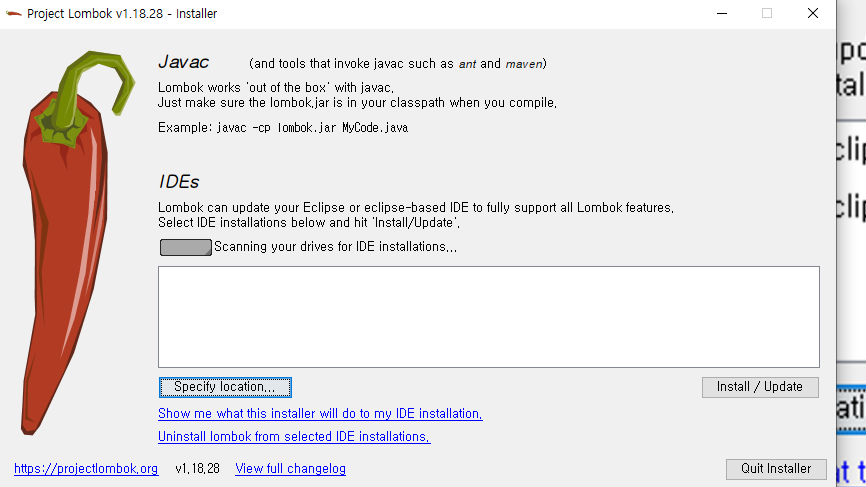 Project Lombok v1.18.28 - Installer
Javac (and tools that invoke javac such as ant and maven)
Lombok works 'out of the box' with javac.
Just make sure the lombok.jar is in your classpath when you compile.
Example: javac -cp lombok.jar MyCode.java
IDEs
Lombok can update your Eclipse or eclipse-based IDE to fully support all Lombok features.
Select IDE installations below and hit 'Install/Update'.
Scanning your drives for IDE installations...
Specify location...
Install / Update
Show me what this installer will do to my IDE installation.
Uninstall lombok from selected IDE installations.
https://projectlombok.org v1.18.28 View full changelog
Quit Installer